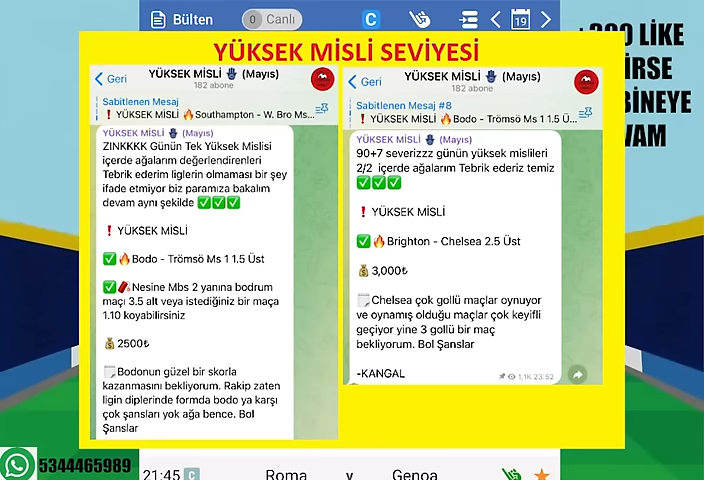 Bülten
0 Canlı
C
19
YÜKSEK MİSLİ SEVİYESİ
LİKE
İRSE
BİNEYE
VAM
Geri
YÜKSEK MİSLİ (Mayıs)
182 abone
Sabitlenen Mesaj
❗ YÜKSEK MİSLİ 🔥Southampton - W. Bro Ms...
YÜKSEK MİSLİ (Mayıs)
ZINKKKK Günün Tek Yüksek Mislisi
içerde ağalarım değerlendirenleri
Tebrik ederim liglerin olmaması bir şey
ifade etmiyor biz paramıza bakalım
devam aynı şekilde ✅✅✅
❗ YÜKSEK MİSLİ
✅🔥Bodo - Trömsö Ms 1 1.5 Üst
✅🧨Nesine Mbs 2 yanına bodrum
maçı 3.5 alt veya istediğiniz bir maça
1.10 koyabilirsiniz
💰2500₺
🗒️Bodonun güzel bir skorla
kazanmasını bekliyorum. Rakip zaten
ligin diplerinde formda bodo ya karşı
çok şansları yok ağa bence. Bol
Şanslar
Geri
YÜKSEK MİSLİ (Mayıs)
182 abone
Sabitlenen Mesaj #8
❗ YÜKSEK MİSLİ 🔥Bodo - Trömsö Ms 1 1.5 Ü...
YÜKSEK MİSLİ (Mayıs)
90+7 severizzz günün yüksek mislileri
2/2 içerde ağalarım Tebrik ederiz temiz
✅✅✅
❗ YÜKSEK MİSLİ
✅🔥Brighton - Chelsea 2.5 Üst
💰3,000₺
🗒️Chelsea çok gollü maçlar oynuyor
ve oynamış olduğu maçlar çok keyifli
geçiyor yine 3 gollü bir maç
bekliyorum. Bol Şanslar
-KANGAL
1,1K 23:52
5344465989
21:45 C Roma v Genoa